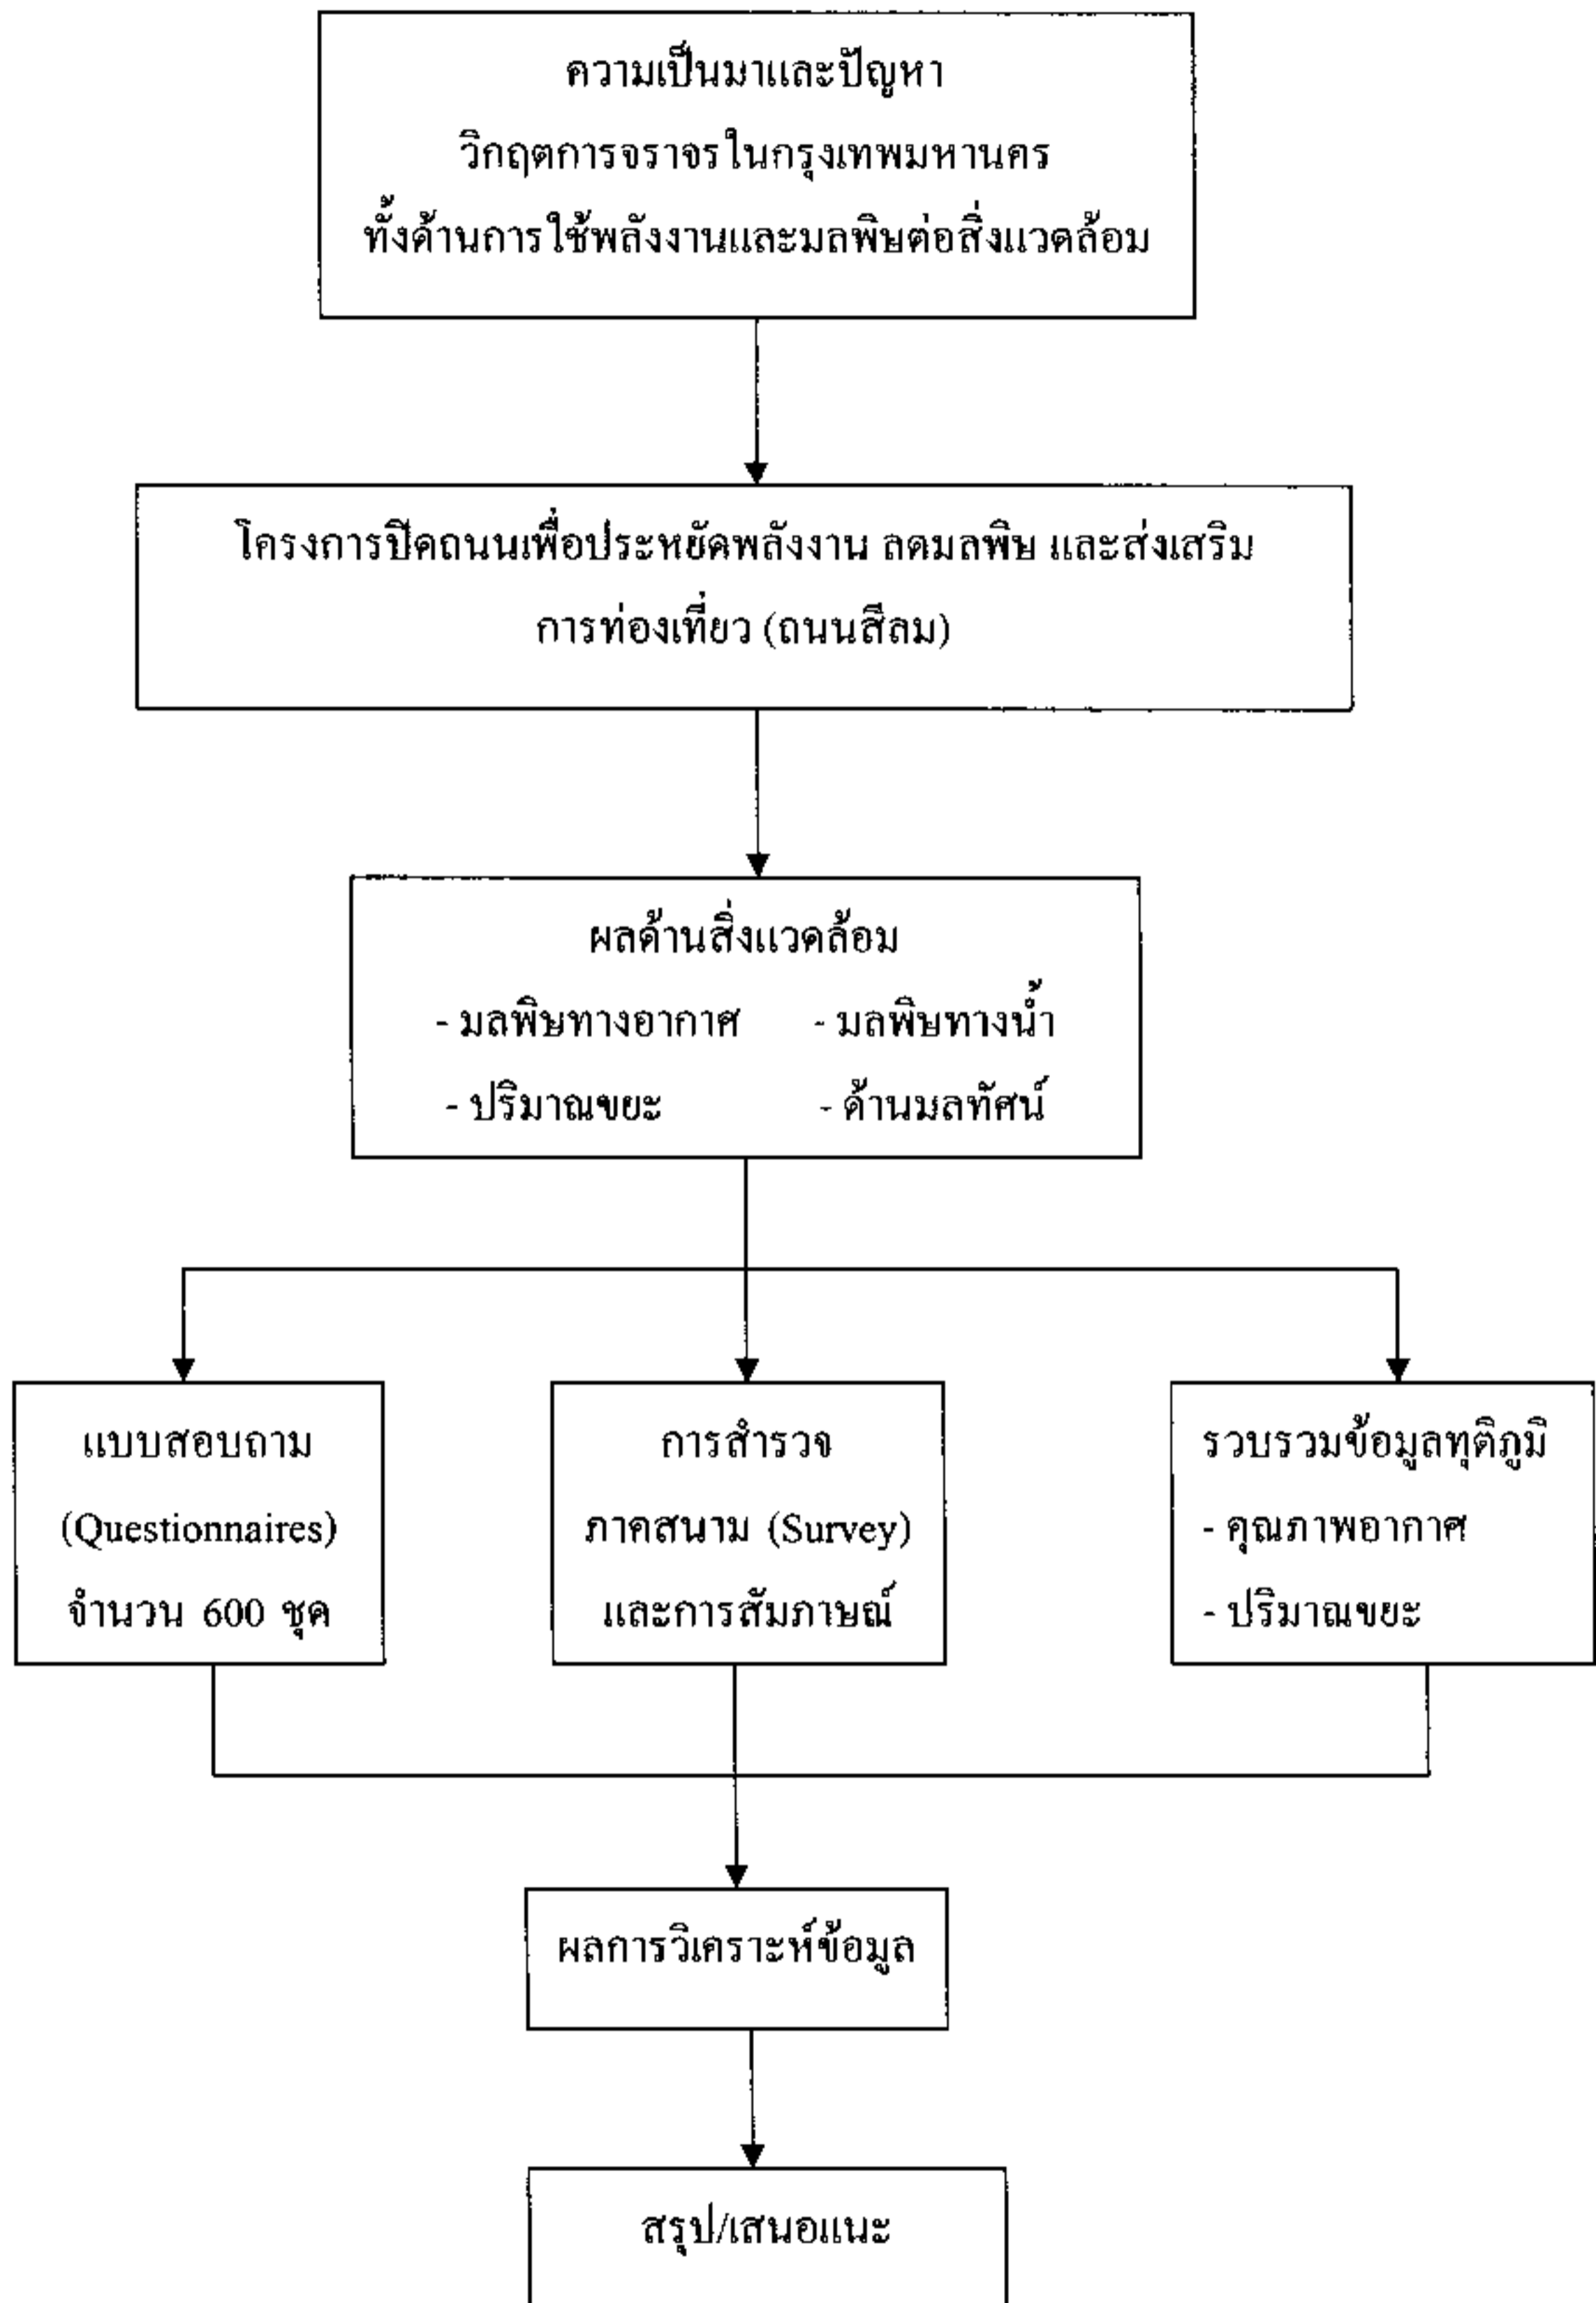 ความเป็นมาและปัญหา
วิกฤตการจราจรในกรุงเทพมหานคร
ทั้งด้านการใช้พลังงานและมลพิษต่อสิ่งแวดล้อม
โครงการปิดถนนเพื่อประหยัดพลังงาน ลดมลพิษ และส่งเสริม
การท่องเที่ยว (ถนนสีลม)
ผลด้านสิ่งแวดล้อม
- มลพิษทางอากาศ - มลพิษทางน้ำ
- ปริมาณขยะ - ด้านมลทัศน์
แบบสอบถาม
(Questionnaires)
จำนวน 600 ชุด
การสำรวจ
ภาคสนาม (Survey)
และการสัมภาษณ์
รวบรวมข้อมูลทุติภูมิ
- คุณภาพอากาศ
- ปริมาณขยะ
ผลการวิเคราะห์ข้อมูล
สรุป/เสนอแนะ